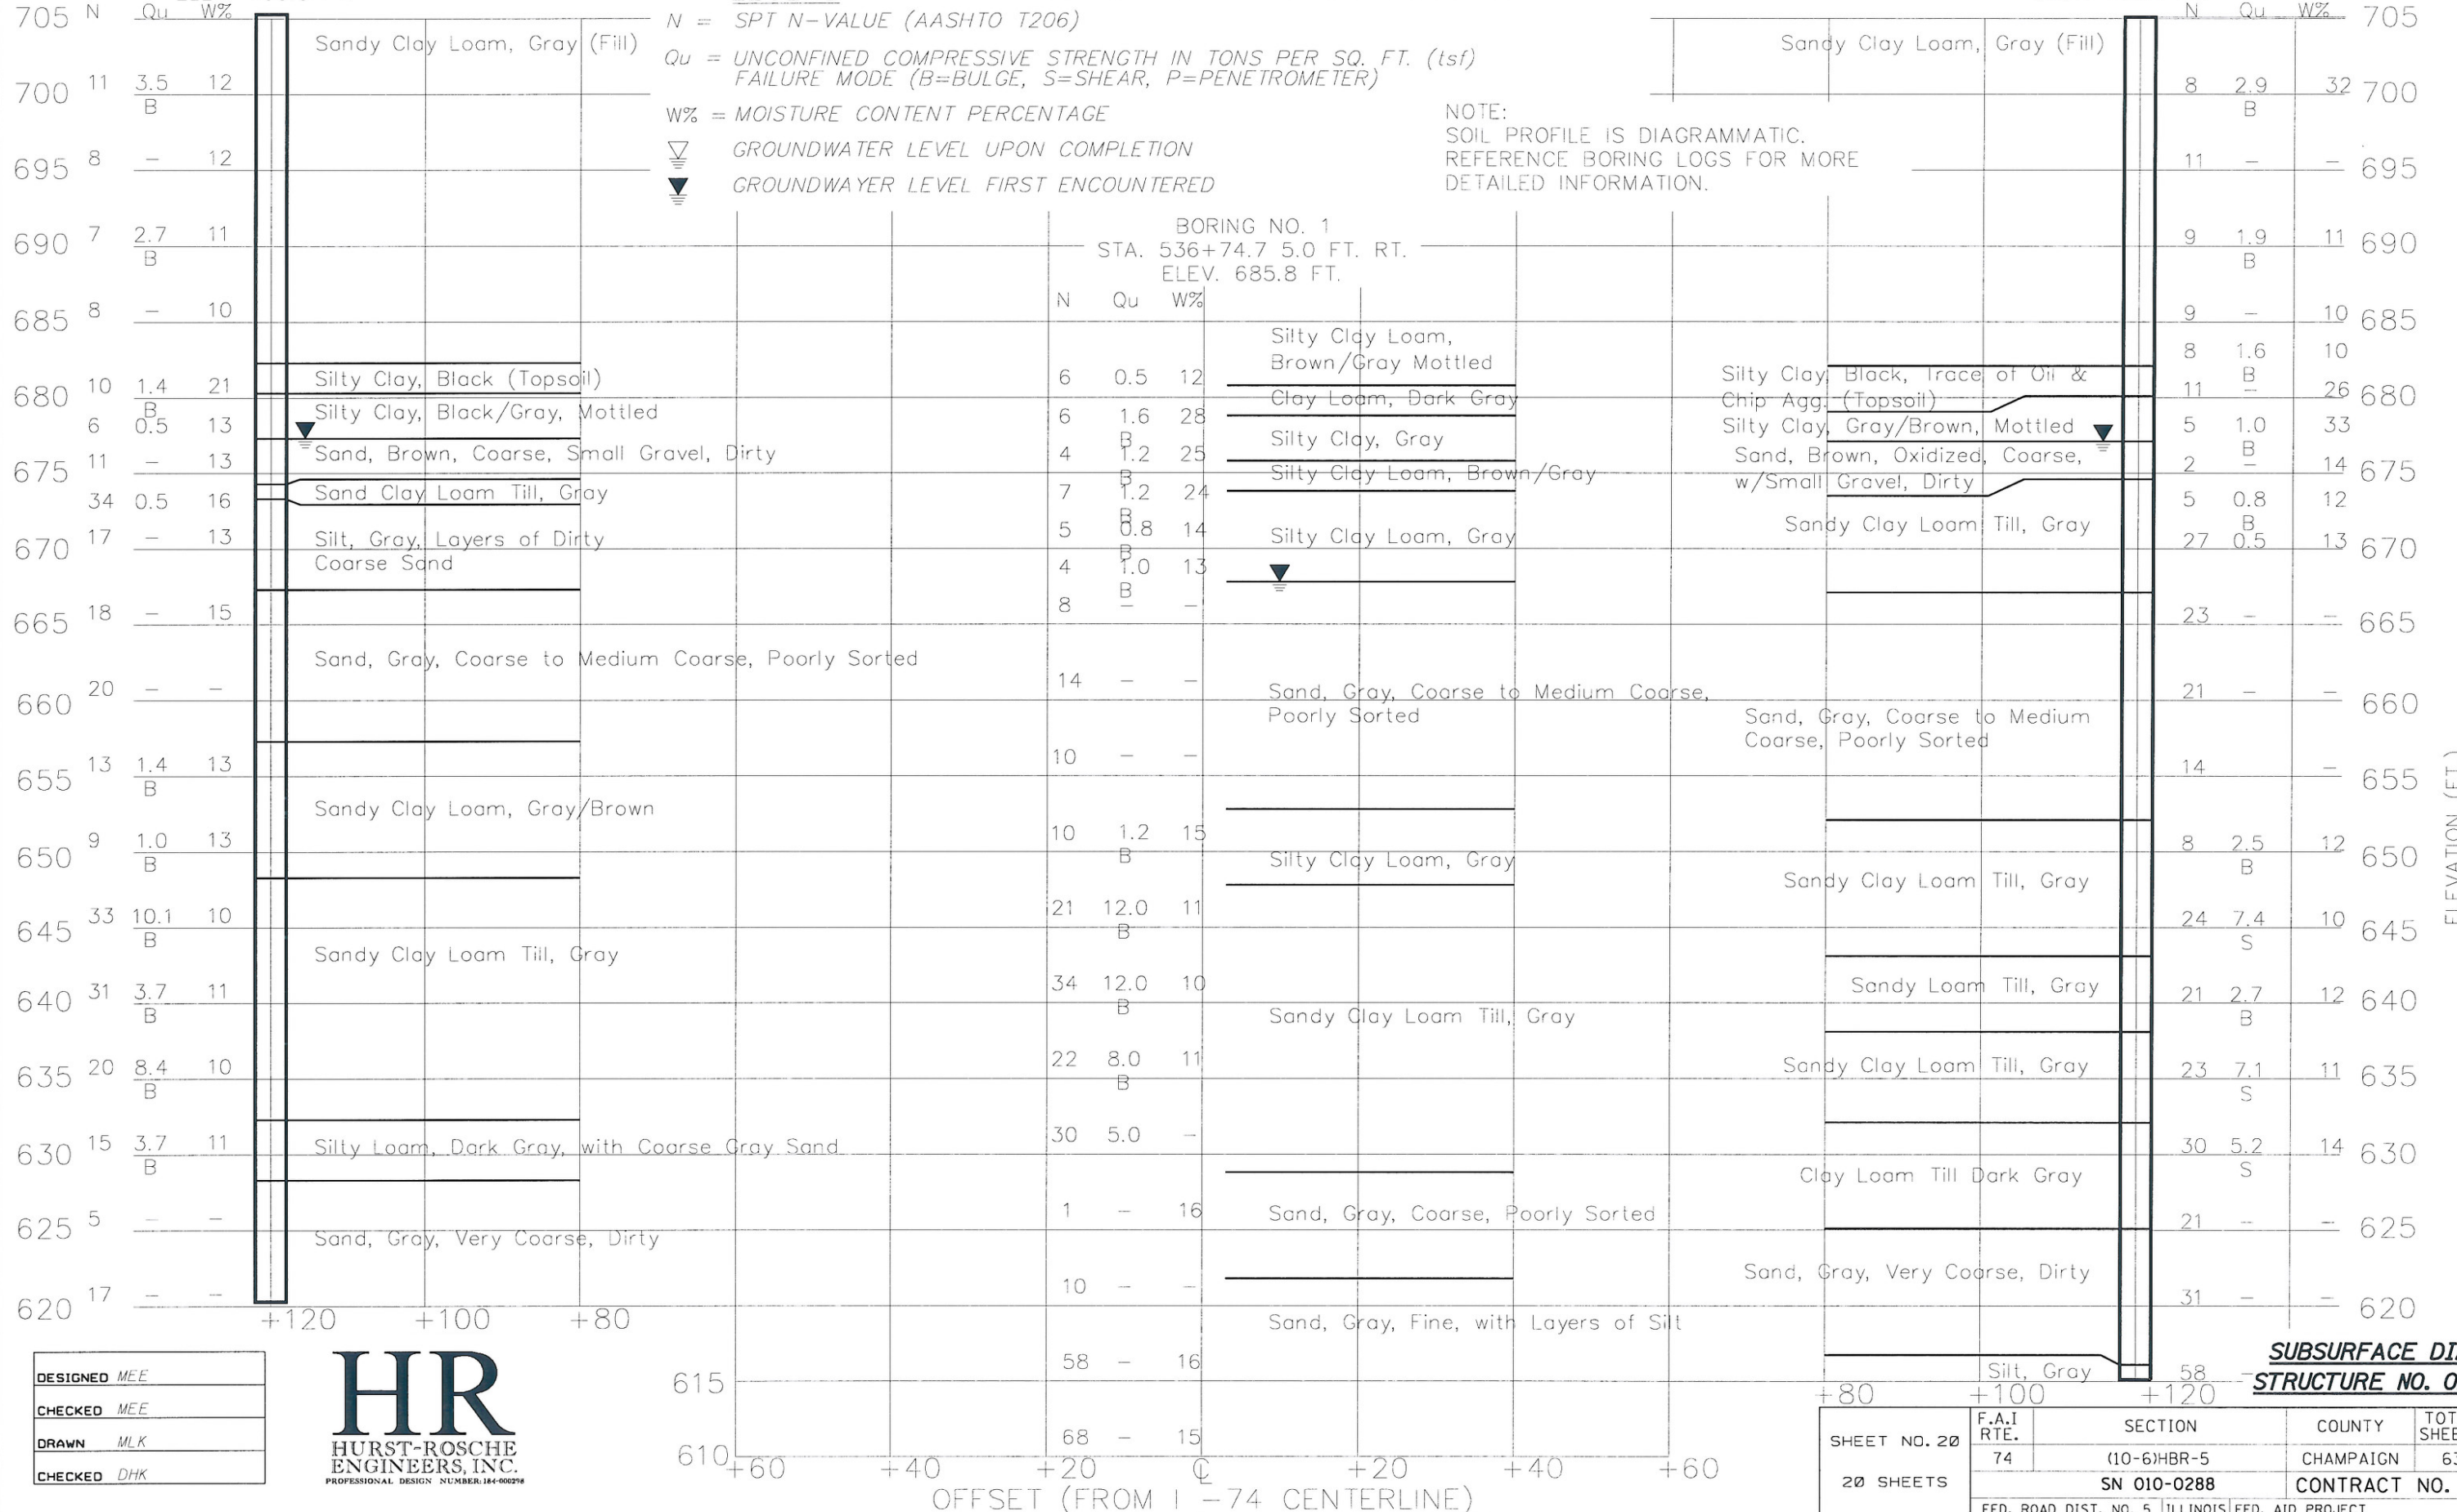 N = SPT N-VALUE (AASHTO T206)
Qu = UNCONFINED COMPRESSIVE STRENGTH IN TONS PER SQ. FT. (tsf)
FAILURE MODE (B=BULGE, S=SHEAR, P=PENETROMETER)
W% = MOISTURE CONTENT PERCENTAGE
GROUNDWATER LEVEL UPON COMPLETION
GROUNDWAYER LEVEL FIRST ENCOUNTERED
NOTE:
SOIL PROFILE IS DIAGRAMMATIC.
REFERENCE BORING LOGS FOR MORE
DETAILED INFORMATION.
705 N Qu W%
Sandy Clay Loam, Gray (Fill)
11 3.5 12
700 B
8 – 12
695
7 2.7 11
690 B
8 – 10
685
Silty Clay, Black (Topsoil)
10 1.4 21
680 B
Silty Clay, Black/Gray, Mottled
6 0.5 13
Sand, Brown, Coarse, Small Gravel, Dirty
11 – 13
675
Sand Clay Loam Till, Gray
34 0.5 16
17 – 13
Silt, Gray, Layers of Dirty
670
Coarse Sand
18 – 15
665
Sand, Gray, Coarse to Medium Coarse, Poorly Sorted
20 – –
660
13 1.4 13
655 B
Sandy Clay Loam, Gray/Brown
9 1.0 13
650 B
33 10.1 10
645 B
Sandy Clay Loam Till, Gray
31 3.7 11
640 B
20 8.4 10
635 B
15 3.7 11
Silty Loam, Dark Gray, with Coarse Gray Sand
630 B
5 – –
625
Sand, Gray, Very Coarse, Dirty
17 – –
620
+120 +100 +80
BORING NO. 1
STA. 536+74.7 5.0 FT. RT.
ELEV. 685.8 FT.
N Qu W%
Silty Clay Loam,
Brown/Gray Mottled
6 0.5 12
Clay Loam, Dark Gray
6 1.6 28
B
Silty Clay, Gray
4 1.2 25
B
Silty Clay Loam, Brown/Gray
7 1.2 24
B
5 0.8 14
Silty Clay Loam, Gray
B
4 1.0 13
B
8 – –
14 – –
Sand, Gray, Coarse to Medium Coarse,
Poorly Sorted
10 – –
10 1.2 15
B
Silty Clay Loam, Gray
21 12.0 11
B
34 12.0 10
B
Sandy Clay Loam Till, Gray
22 8.0 11
B
30 5.0 –
1 – 16
Sand, Gray, Coarse, Poorly Sorted
10 – –
Sand, Gray, Fine, with Layers of Silt
58 – 16
615
68 – 15
610
+60 +40 +20 ℄ +20 +40 +60
OFFSET (FROM I -74 CENTERLINE)
N Qu W% 705
Sandy Clay Loam, Gray (Fill)
8 2.9 32
B 700
11 – –
695
9 1.9 11
B 690
9 – 10
685
8 1.6 10
B
Silty Clay, Black, Trace of Oil &
11 – 26
Chip Agg. (Topsoil)
680
Silty Clay, Gray/Brown, Mottled
5 1.0 33
B
Sand, Brown, Oxidized, Coarse,
2 – 14
w/Small Gravel, Dirty
675
5 0.8 12
B
Sandy Clay Loam Till, Gray
27 0.5 13
670
23 – –
665
21 – –
660
Sand, Gray, Coarse to Medium
Coarse, Poorly Sorted
14 –
655
ELEVATION (FT.)
8 2.5 12
B 650
Sandy Clay Loam Till, Gray
24 7.4 10
S 645
Sandy Loam Till, Gray
21 2.7 12
B 640
Sandy Clay Loam Till, Gray
23 7.1 11
S 635
30 5.2 14
S 630
Clay Loam Till Dark Gray
21 – –
625
Sand, Gray, Very Coarse, Dirty
31 – –
620
Silt, Gray
58 –
+80 +100 +120
DESIGNED MEE
CHECKED MEE
DRAWN MLK
CHECKED DHK
HR
HURST-ROSCHE
ENGINEERS, INC.
PROFESSIONAL DESIGN NUMBER: 184-000298
SUBSURFACE DI
STRUCTURE NO. 0
SHEET NO. 20
20 SHEETS
F.A.I RTE.
SECTION
COUNTY
TOT
SHEE
74
(10-6)HBR-5
CHAMPAIGN
63
SN 010-0288
CONTRACT NO.
FED. ROAD DIST. NO. 5 ILLINOIS FED. AID PROJECT